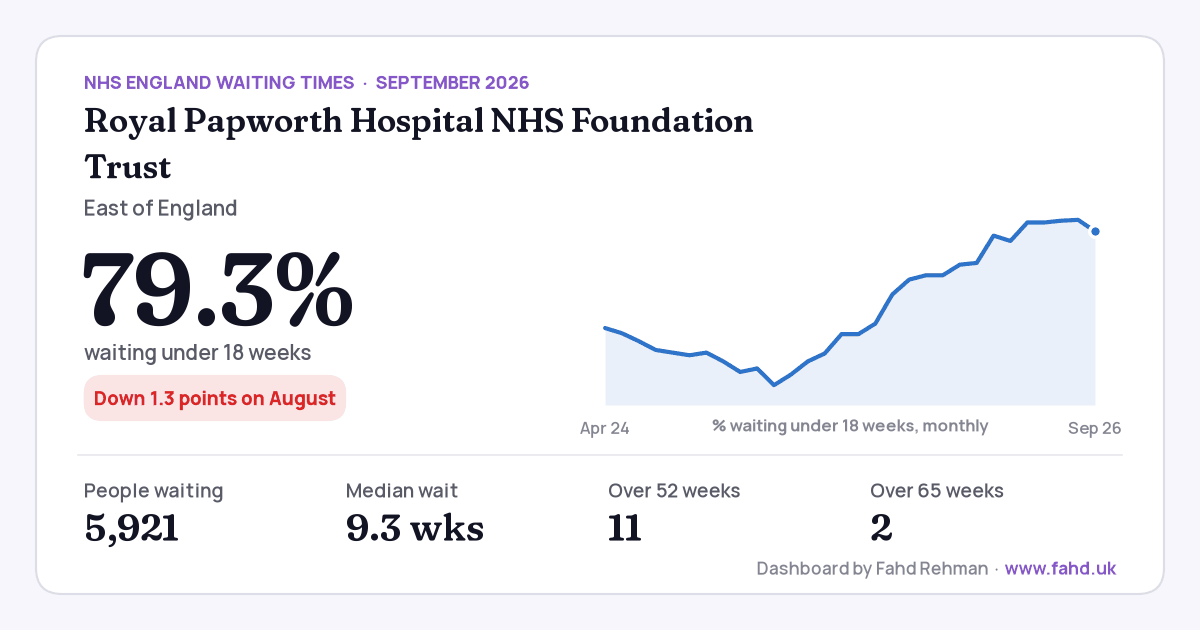 NHS ENGLAND WAITING TIMES · SEPTEMBER 2026
Royal Papworth Hospital NHS Foundation
Trust
East of England
79.3%
waiting under 18 weeks
Down 1.3 points on August
Apr 24
% waiting under 18 weeks, monthly
Sep 26
People waiting
5,921
Median wait
9.3 wks
Over 52 weeks
11
Over 65 weeks
2
Dashboard by Fahd Rehman · www.fahd.uk